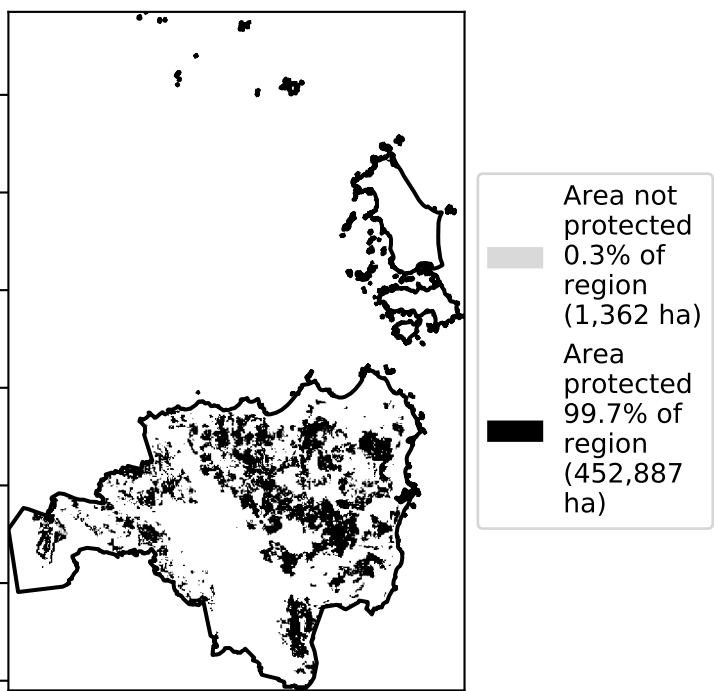 Area not
protected
0.3% of
region
(1,362 ha)
Area
protected
99.7% of
region
(452,887
ha)